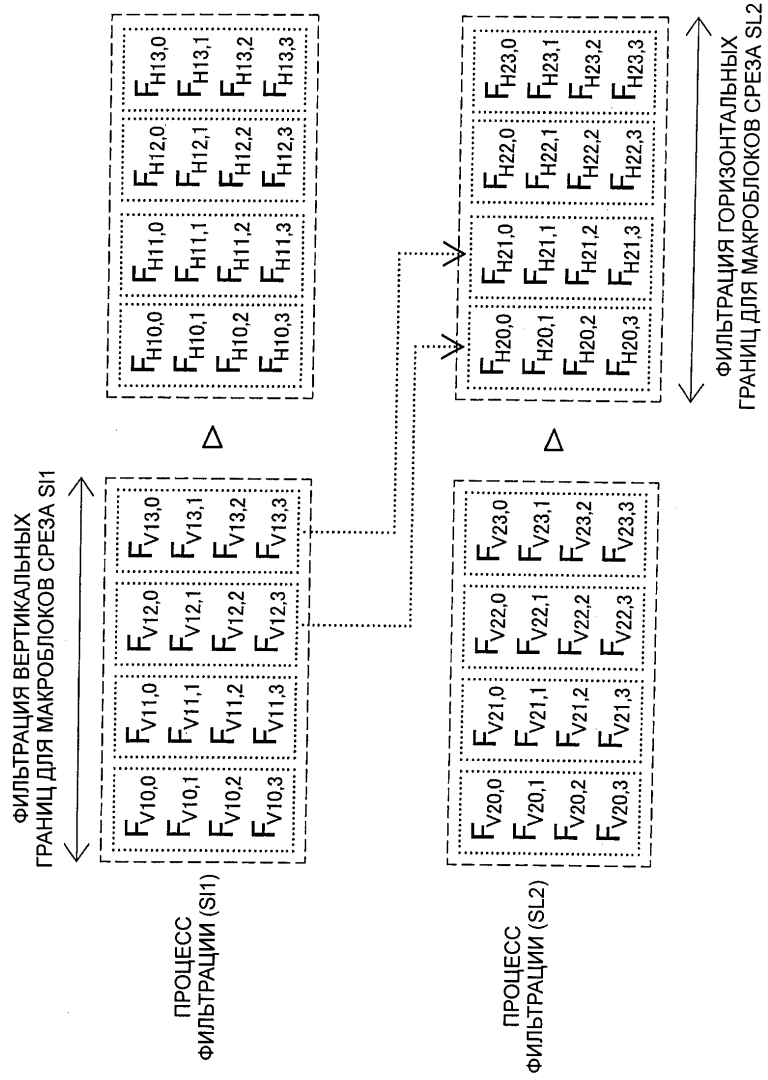 ФИЛЬТРАЦИЯ ВЕРТИКАЛЬНЫХ
ГРАНИЦ ДЛЯ МАКРОБЛОКОВ СРЕЗА Sl1
ПРОЦЕСС
ФИЛЬТРАЦИИ (Sl1)
FV10,0 FV11,0 FV12,0 FV13,0 FH10,0 FH11,0 FH12,0 FH13,0
FV10,1 FV11,1 FV12,1 FV13,1 FH10,1 FH11,1 FH12,1 FH13,1
FV10,2 FV11,2 FV12,2 FV13,2 FH10,2 FH11,2 FH12,2 FH13,2
FV10,3 FV11,3 FV12,3 FV13,3 FH10,3 FH11,3 FH12,3 FH13,3
ПРОЦЕСС
ФИЛЬТРАЦИИ (SL2)
FV20,0 FV21,0 FV22,0 FV23,0 FH20,0 FH21,0 FH22,0 FH23,0
FV20,1 FV21,1 FV22,1 FV23,1 FH20,1 FH21,1 FH22,1 FH23,1
FV20,2 FV21,2 FV22,2 FV23,2 FH20,2 FH21,2 FH22,2 FH23,2
FV20,3 FV21,3 FV22,3 FV23,3 FH20,3 FH21,3 FH22,3 FH23,3
ФИЛЬТРАЦИЯ ГОРИЗОНТАЛЬНЫХ
ГРАНИЦ ДЛЯ МАКРОБЛОКОВ СРЕЗА SL2